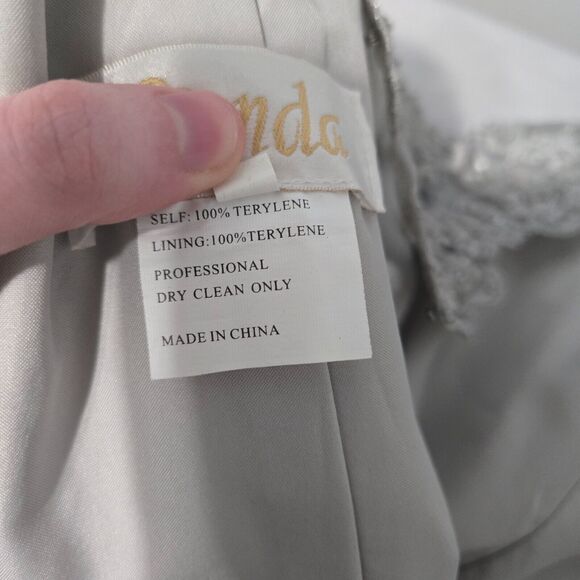 SELF: 100% TERYLENE
LINING:100%TERYLENE
PROFESSIONAL
DRY CLEAN ONLY
MADE IN CHINA